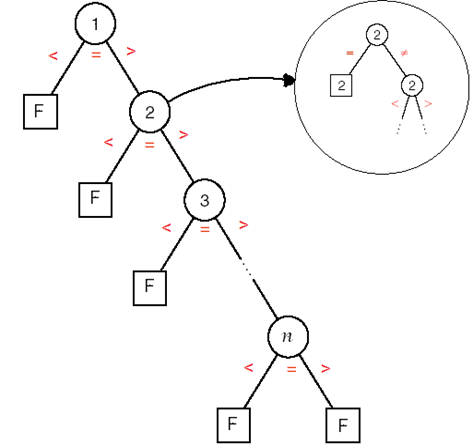 1
< = >
F
2
< = >
F
3
< = >
F
n
< = >
F
F
2
= ≠
2
2
< >